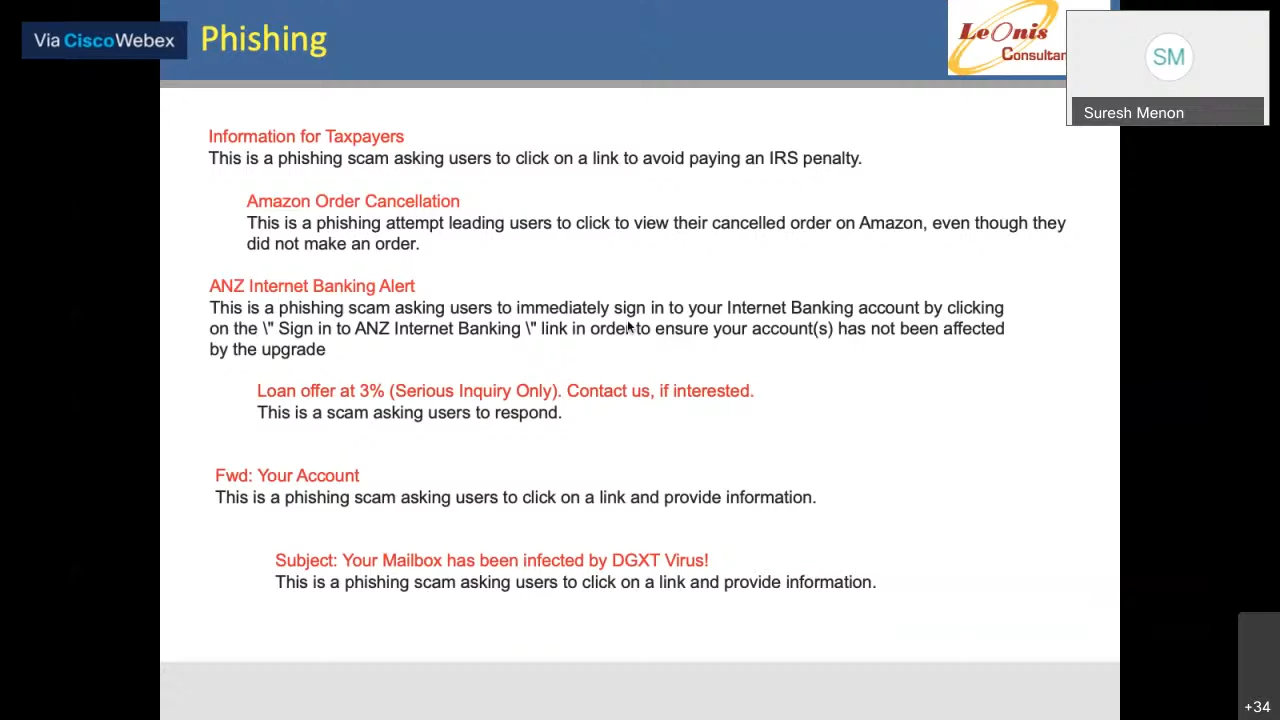 Via CiscoWebex
Phishing
LeOnis
Consultan
SM
Suresh Menon
Information for Taxpayers
This is a phishing scam asking users to click on a link to avoid paying an IRS penalty.
Amazon Order Cancellation
This is a phishing attempt leading users to click to view their cancelled order on Amazon, even though they
did not make an order.
ANZ Internet Banking Alert
This is a phishing scam asking users to immediately sign in to your Internet Banking account by clicking
on the \" Sign in to ANZ Internet Banking \" link in order to ensure your account(s) has not been affected
by the upgrade
Loan offer at 3% (Serious Inquiry Only). Contact us, if interested.
This is a scam asking users to respond.
Fwd: Your Account
This is a phishing scam asking users to click on a link and provide information.
Subject: Your Mailbox has been infected by DGXT Virus!
This is a phishing scam asking users to click on a link and provide information.
+34